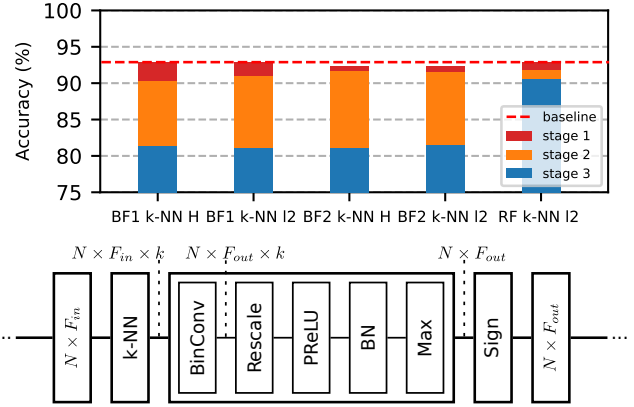 100
95
90
85
80
75
Accuracy (%)
baseline
stage 1
stage 2
stage 3
BF1 k-NN H BF1 k-NN l2 BF2 k-NN H BF2 k-NN l2 RF k-NN l2
N × F_in × k N × F_out × k N × F_out
·· N × F_in k-NN BinConv Rescale PReLU BN Max Sign N × F_out ···